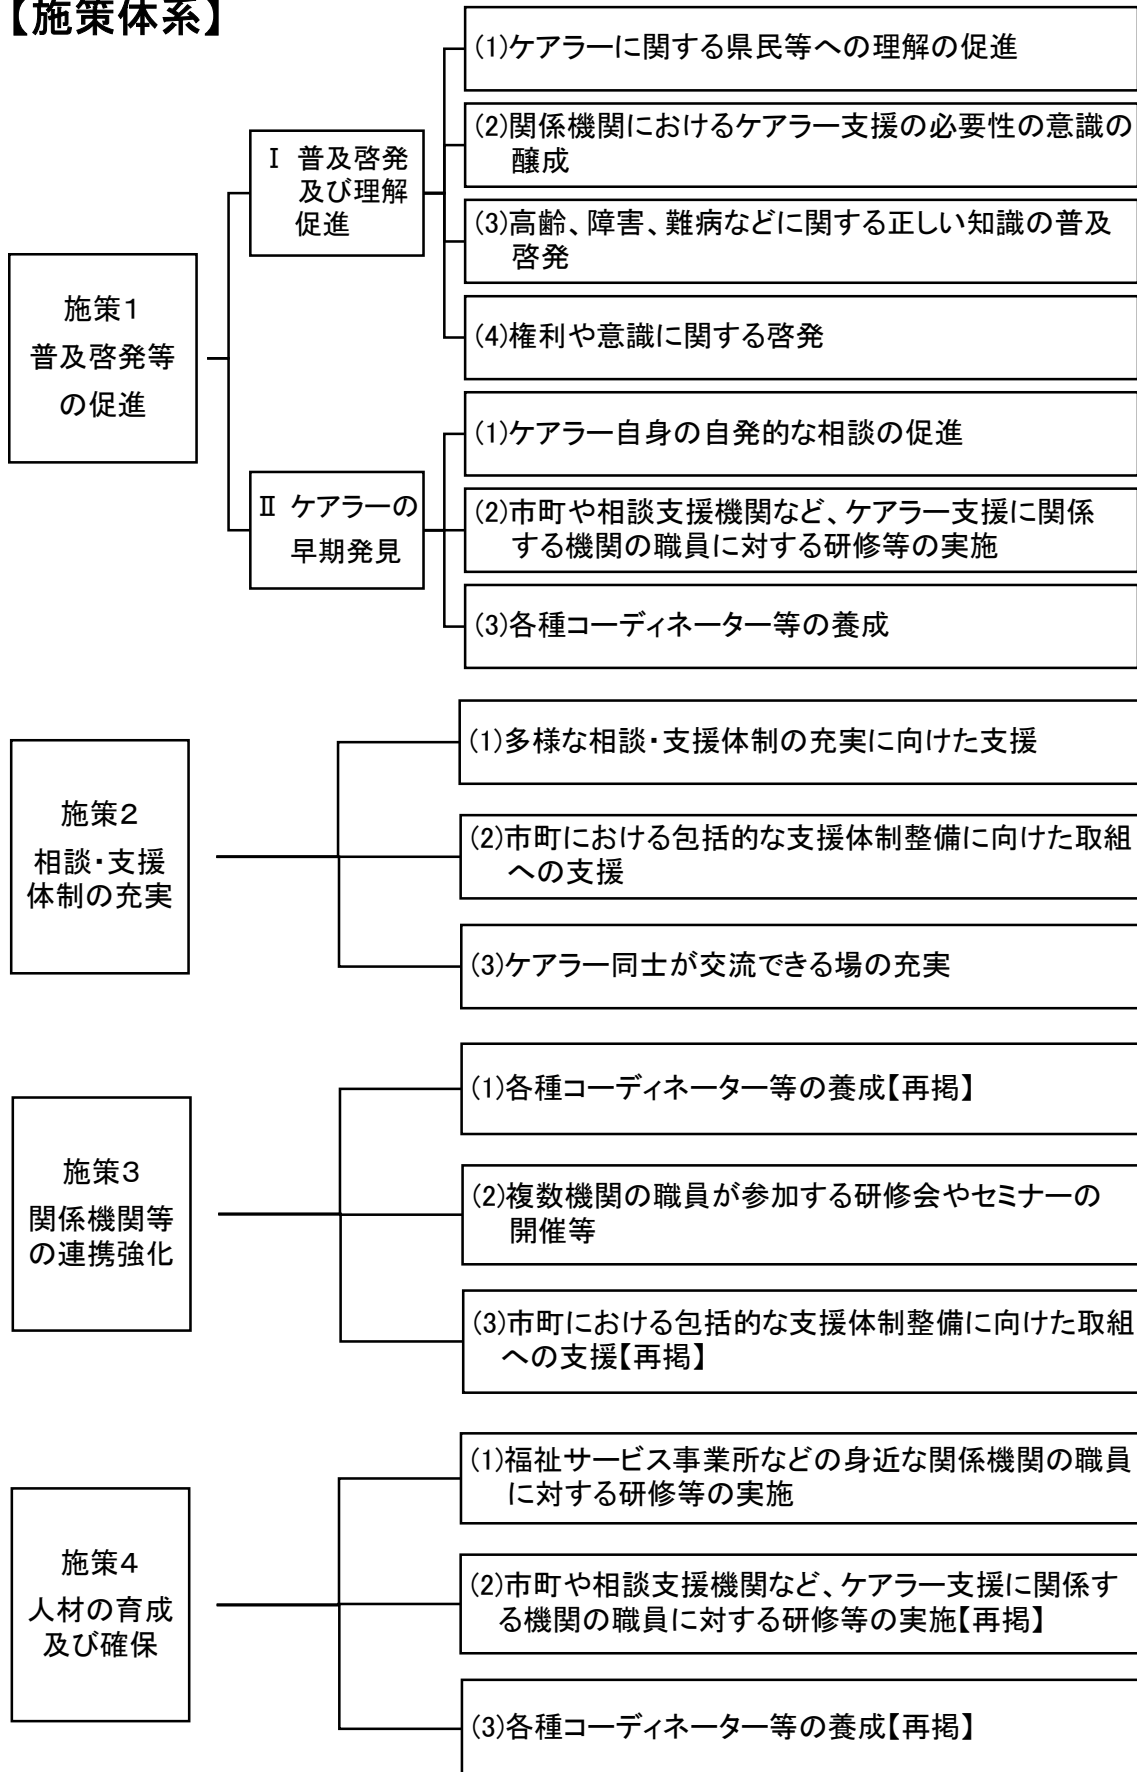 【施策体系】
施策1
普及啓発等
の促進
Ⅰ 普及啓発
及び理解
促進
(1)ケアラーに関する県民等への理解の促進
(2)関係機関におけるケアラー支援の必要性の意識の
醸成
(3)高齢、障害、難病などに関する正しい知識の普及
啓発
(4)権利や意識に関する啓発
Ⅱ ケアラーの
早期発見
(1)ケアラー自身の自発的な相談の促進
(2)市町や相談支援機関など、ケアラー支援に関係
する機関の職員に対する研修等の実施
(3)各種コーディネーター等の養成
施策2
相談・支援
体制の充実
(1)多様な相談・支援体制の充実に向けた支援
(2)市町における包括的な支援体制整備に向けた取組
への支援
(3)ケアラー同士が交流できる場の充実
施策3
関係機関等
の連携強化
(1)各種コーディネーター等の養成【再掲】
(2)複数機関の職員が参加する研修会やセミナーの
開催等
(3)市町における包括的な支援体制整備に向けた取組
への支援【再掲】
施策4
人材の育成
及び確保
(1)福祉サービス事業所などの身近な関係機関の職員
に対する研修等の実施
(2)市町や相談支援機関など、ケアラー支援に関係す
る機関の職員に対する研修等の実施【再掲】
(3)各種コーディネーター等の養成【再掲】